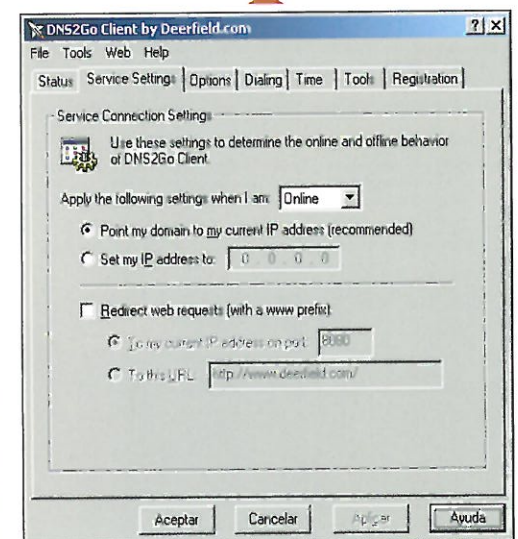 DNS2Go Client by Deerfield.com
File Tools Web Help
Status Service Settings Options Dialing Time Tools Registration
Service Connection Settings
Use these settings to determine the online and offline behavior
of DNS2Go Client.
Apply the following settings when I am: Online
Point my domain to my current IP address (recommended)
Set my IP address to: 0 . 0 . 0 . 0
Redirect web requests (with a www prefix)
To my current IP address on port: 8080
To this URL: http://www.deerfield.com/
Aceptar Cancelar Aplicar Ayuda